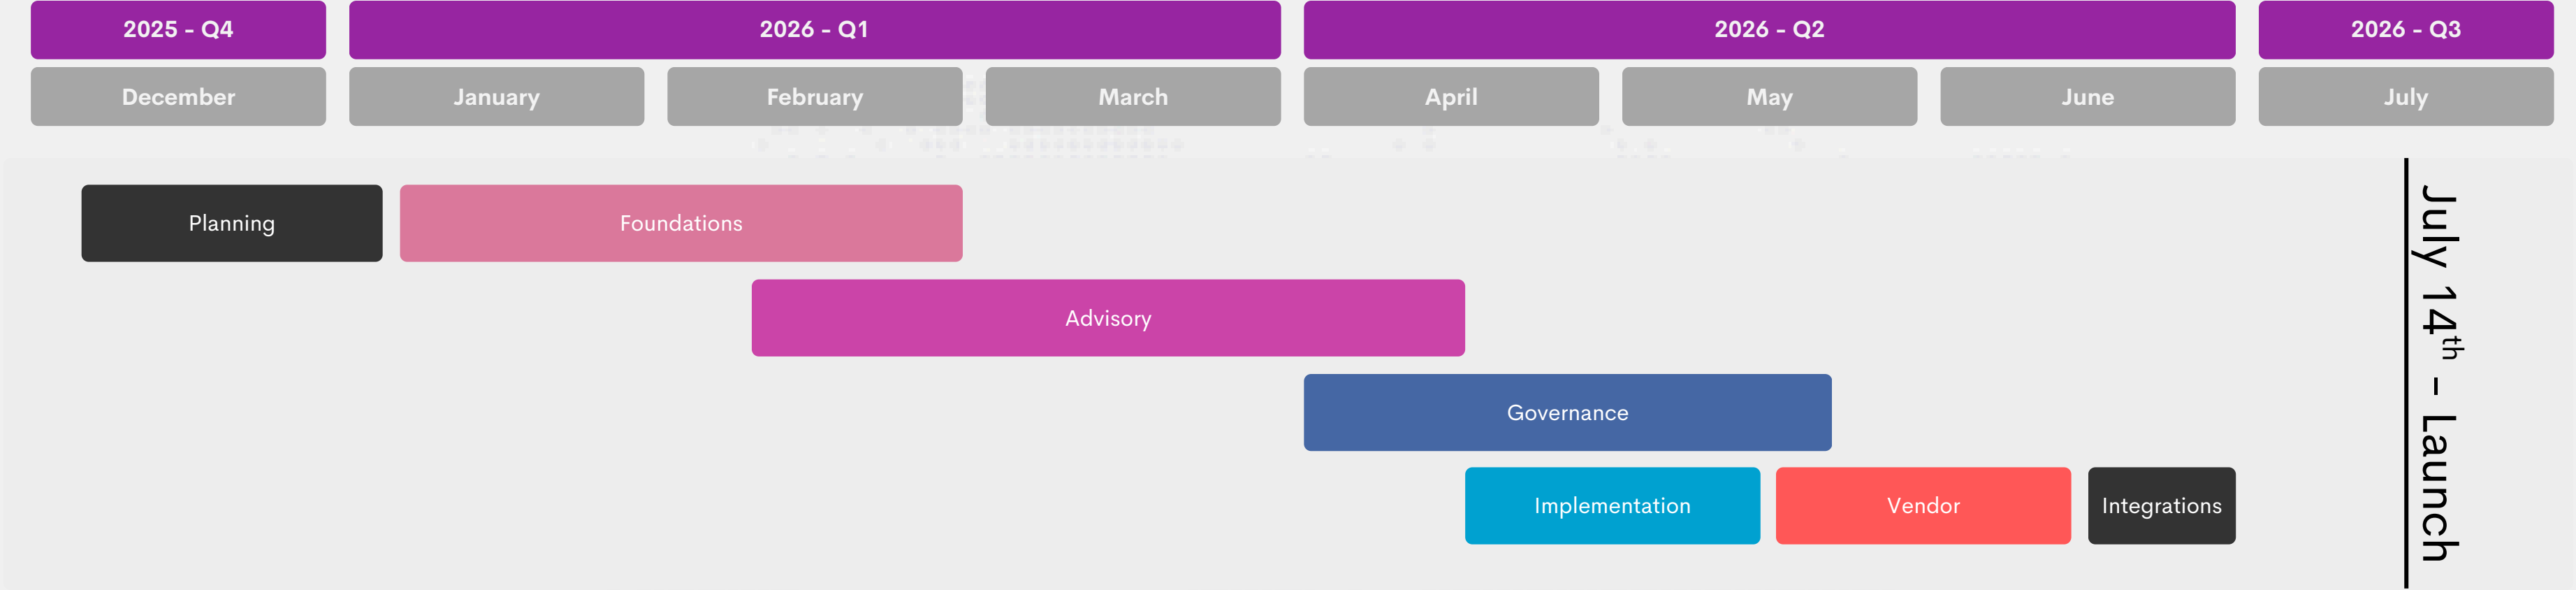 2025 - Q4
2026 - Q1
2026 - Q2
2026 - Q3
December
January
February
March
April
May
June
July
Planning
Foundations
Advisory
Governance
Implementation
Vendor
Integrations
July 14th - Launch